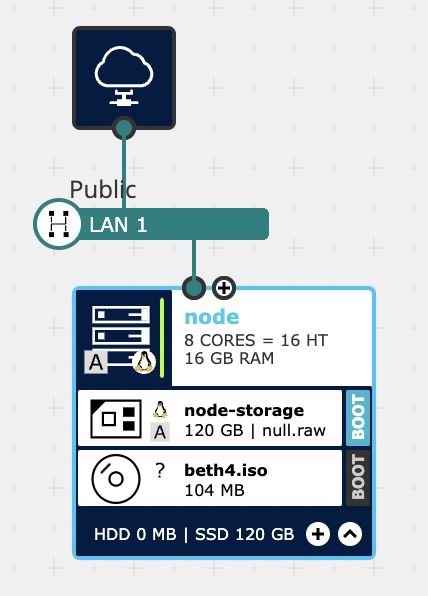 Public
LAN 1
node
8 CORES = 16 HT
16 GB RAM
A
node-storage
A
120 GB | null.raw
BOOT
?
beth4.iso
104 MB
BOOT
HDD 0 MB | SSD 120 GB